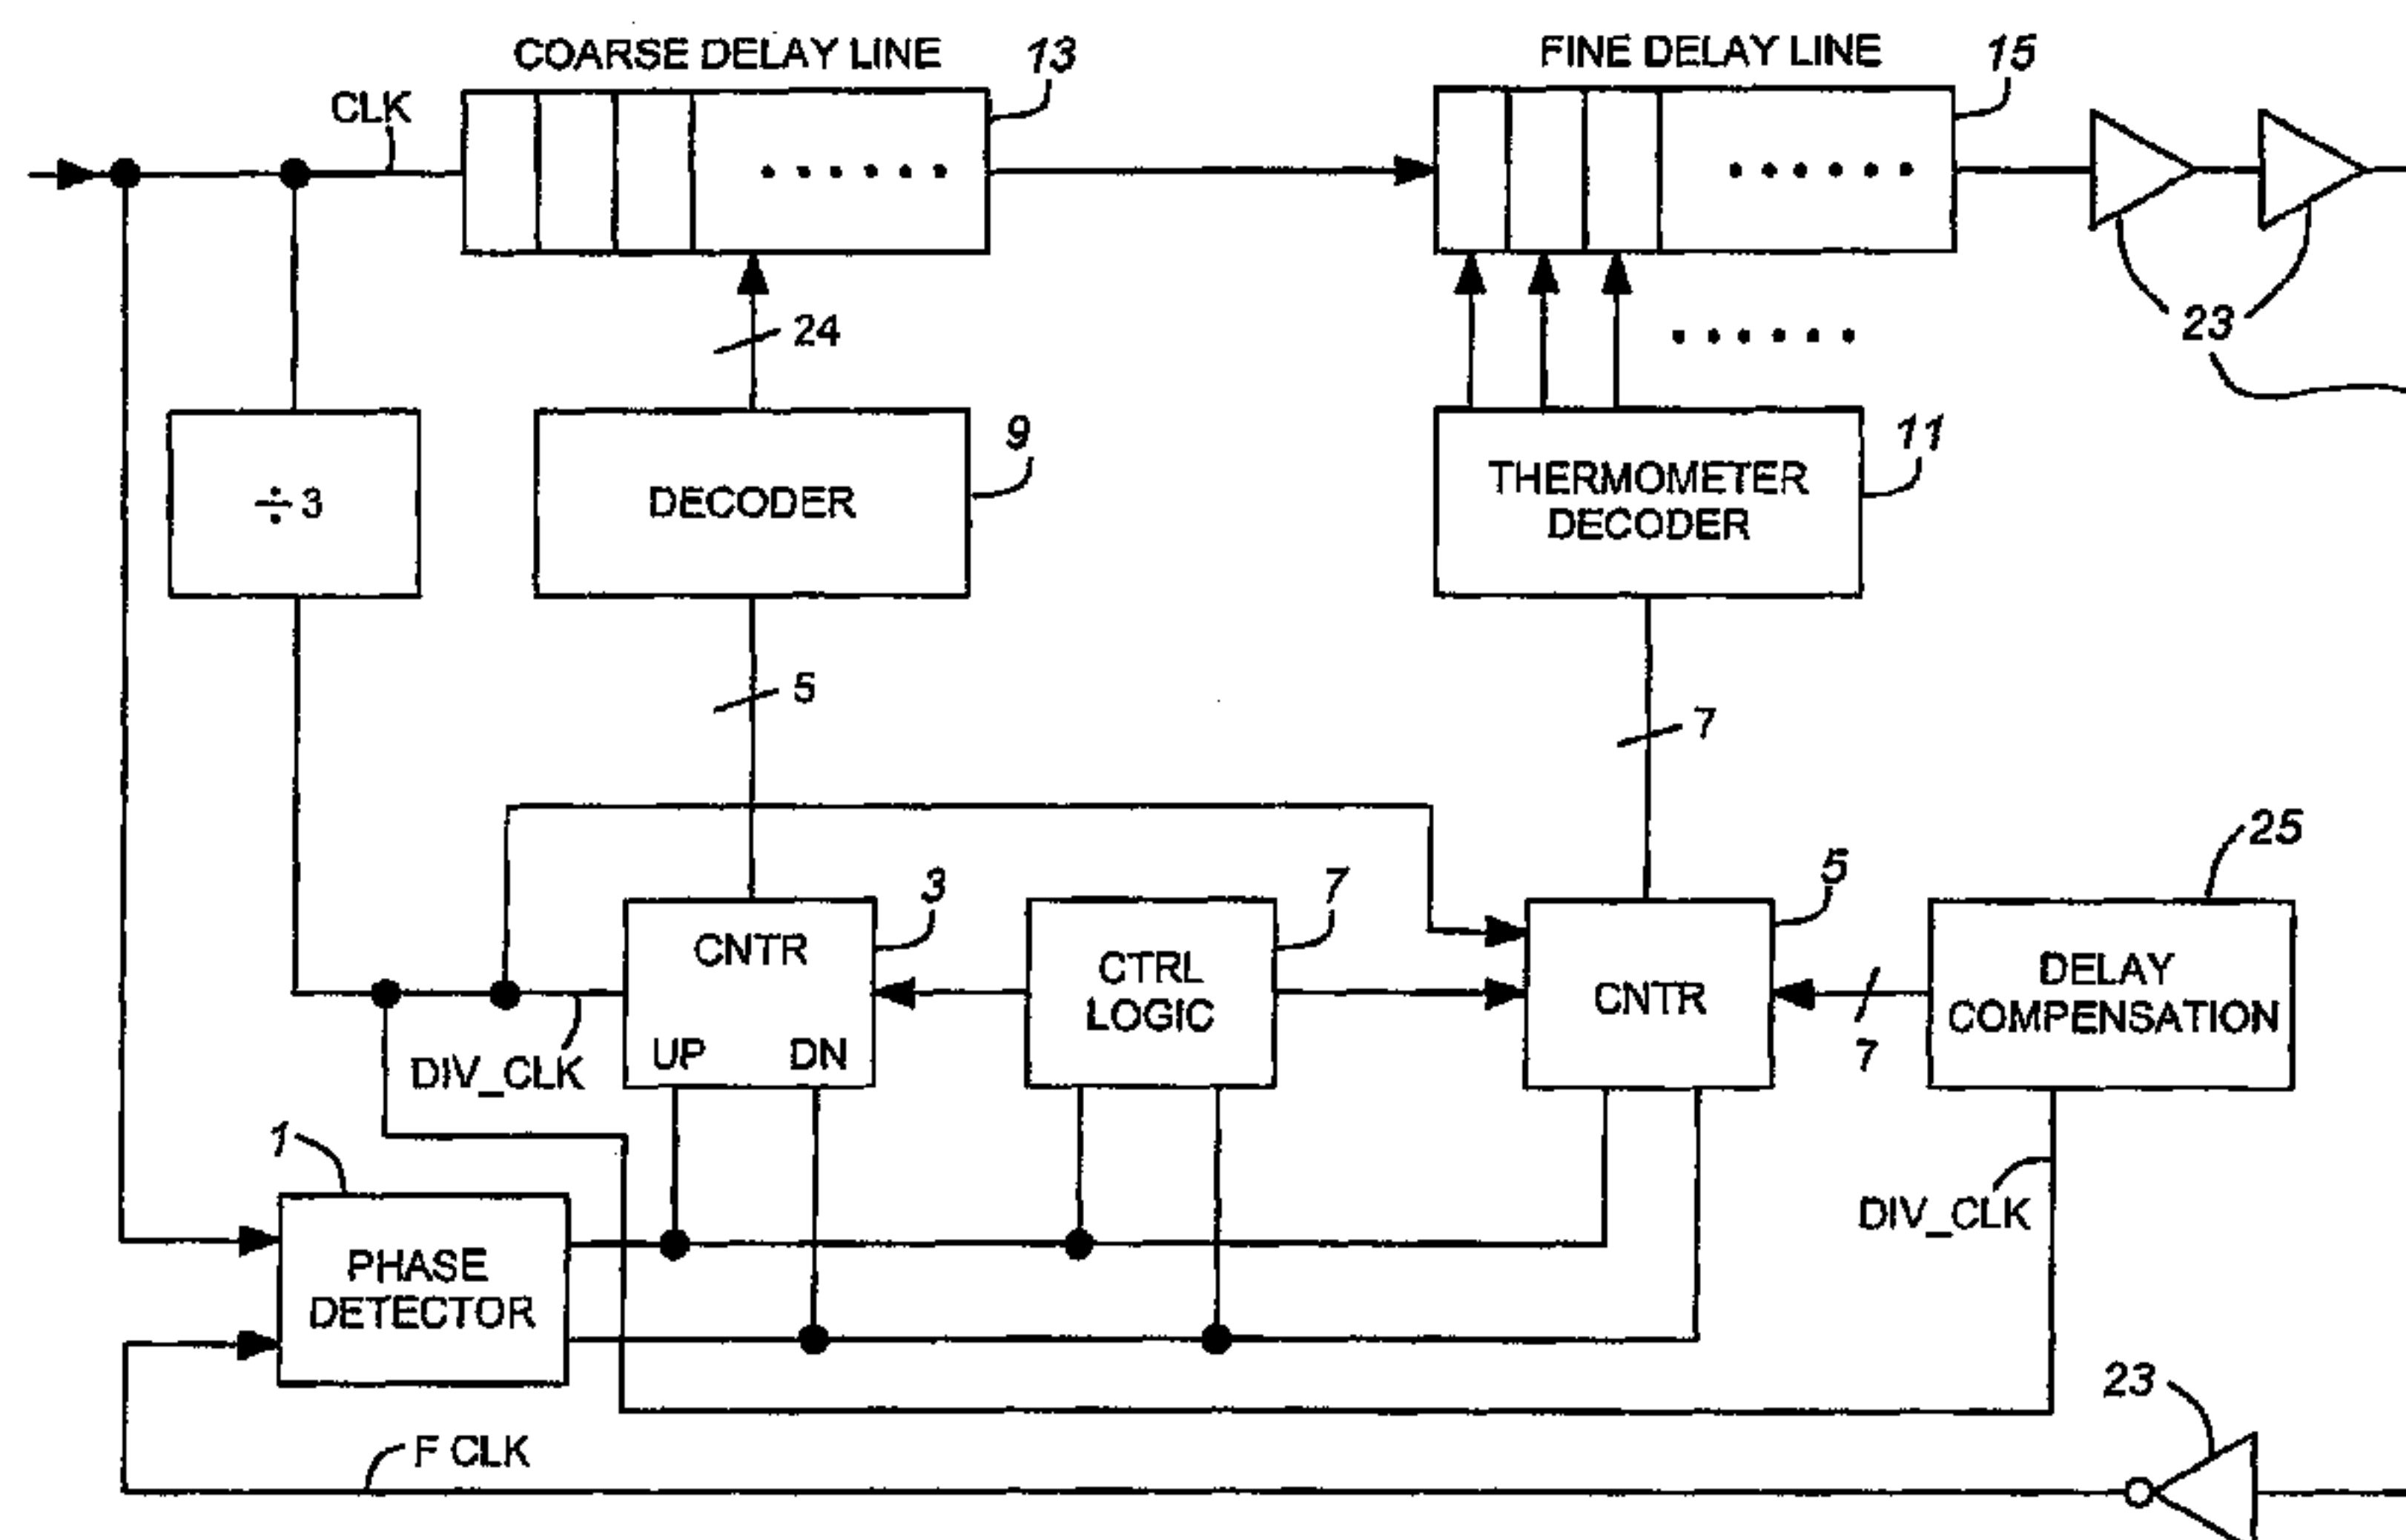 COARSE DELAY LINE
13
FINE DELAY LINE
15
CLK
24
23
÷3
DECODER
9
THERMOMETER
DECODER
11
5
7
25
3
7
5
CNTR
UP DN
CTRL
LOGIC
CNTR
DELAY
COMPENSATION
7
DIV_CLK
1
PHASE
DETECTOR
DIV_CLK
23
F CLK